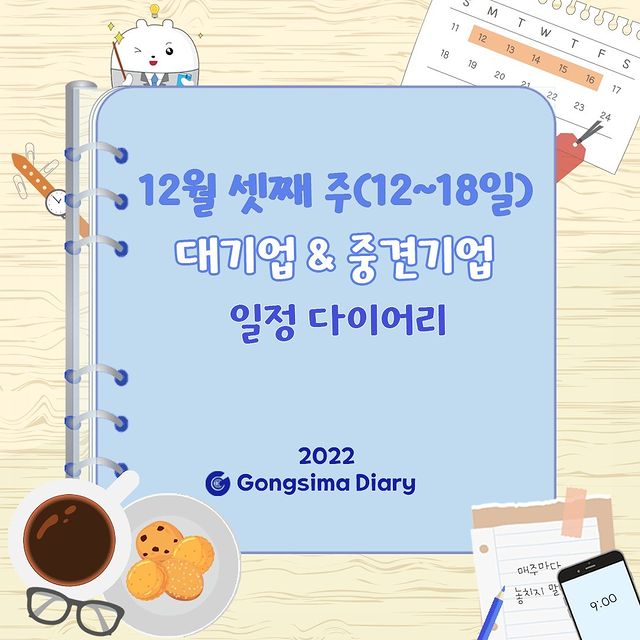 S M T W T F S
11 12 13 14 15 16 17
18 19 20 21 22 23 24
12월 셋째 주(12~18일)
대기업 & 중견기업
일정 다이어리
2022
Gongsima Diary
매주마다
놓치지 말
9:00